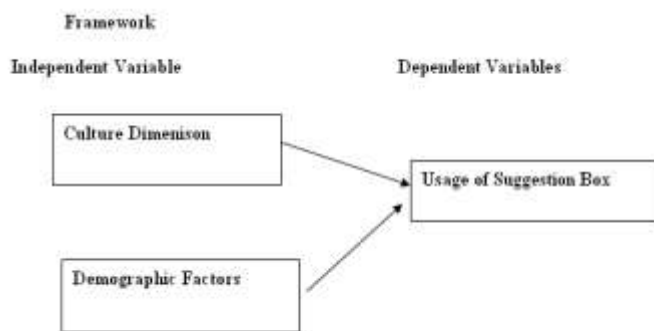 Framework
Independent Variable
Dependent Variables
Culture Dimenison
Usage of Suggestion Box
Demographic Factors